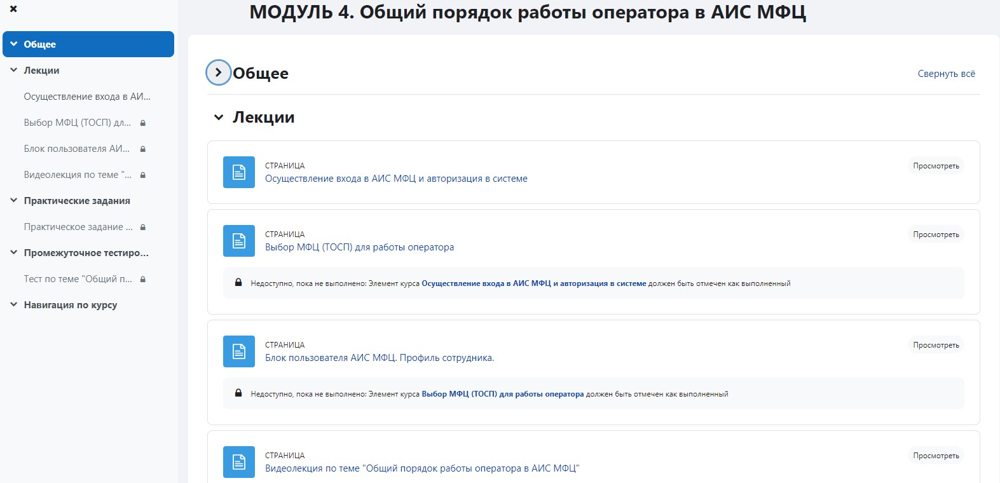 МОДУЛЬ 4. Общий порядок работы оператора в АИС МФЦ
Общее
Лекции
Осуществление входа в АИ...
Выбор МФЦ (ТОСП) дл...
Блок пользователя АИ...
Видеолекция по теме "...
Практические задания
Практическое задание ...
Промежуточное тестиро...
Тест по теме "Общий п...
Навигация по курсу
Общее
Свернуть всё
Лекции
СТРАНИЦА
Осуществление входа в АИС МФЦ и авторизация в системе
Просмотреть
СТРАНИЦА
Выбор МФЦ (ТОСП) для работы оператора
Просмотреть
Недоступно, пока не выполнено: Элемент курса Осуществление входа в АИС МФЦ и авторизация в системе должен быть отмечен как выполненный
СТРАНИЦА
Блок пользователя АИС МФЦ. Профиль сотрудника.
Просмотреть
Недоступно, пока не выполнено: Элемент курса Выбор МФЦ (ТОСП) для работы оператора должен быть отмечен как выполненный
СТРАНИЦА
Видеолекция по теме "Общий порядок работы оператора в АИС МФЦ"
Просмотреть